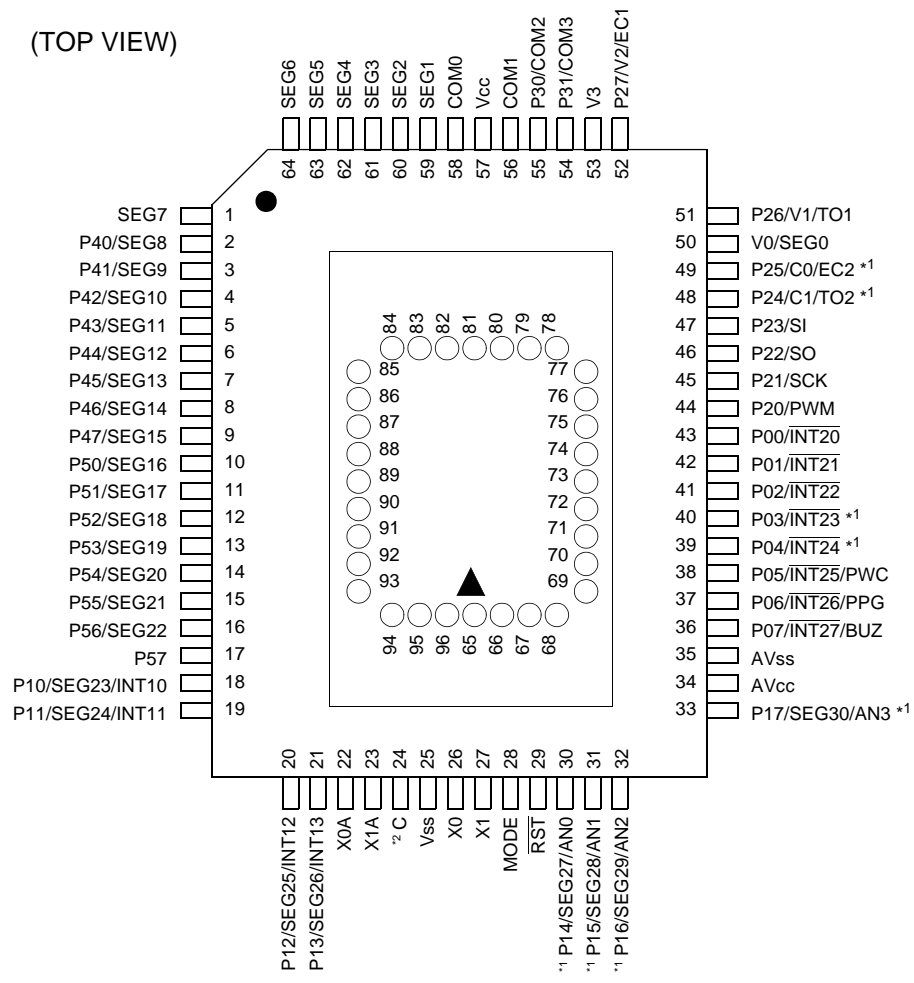 (TOP VIEW)
SEG6
SEG5
SEG4
SEG3
SEG2
SEG1
COM0
Vcc
COM1
P30/COM2
P31/COM3
V3
P27/V2/EC1
64
63
62
61
60
59
58
57
56
55
54
53
52
SEG7 1
P40/SEG8 2
P41/SEG9 3
P42/SEG10 4
P43/SEG11 5
P44/SEG12 6
P45/SEG13 7
P46/SEG14 8
P47/SEG15 9
P50/SEG16 10
P51/SEG17 11
P52/SEG18 12
P53/SEG19 13
P54/SEG20 14
P55/SEG21 15
P56/SEG22 16
P57 17
P10/SEG23/INT10 18
P11/SEG24/INT11 19
84
83
82
81
80
79
78
85
86
87
88
89
90
91
92
93
77
76
75
74
73
72
71
70
69
94
95
96
65
66
67
68
51 P26/V1/TO1
50 V0/SEG0
49 P25/C0/EC2 *1
48 P24/C1/TO2 *1
47 P23/SI
46 P22/SO
45 P21/SCK
44 P20/PWM
43 P00/INT20
42 P01/INT21
41 P02/INT22
40 P03/INT23 *1
39 P04/INT24 *1
38 P05/INT25/PWC
37 P06/INT26/PPG
36 P07/INT27/BUZ
35 AVss
34 AVcc
33 P17/SEG30/AN3 *1
20
21
22
23
24
25
26
27
28
29
30
31
32
P12/SEG25/INT12
P13/SEG26/INT13
X0A
X1A
*2 C
Vss
X0
X1
MODE
RST
*1 P14/SEG27/AN0
*1 P15/SEG28/AN1
*1 P16/SEG29/AN2